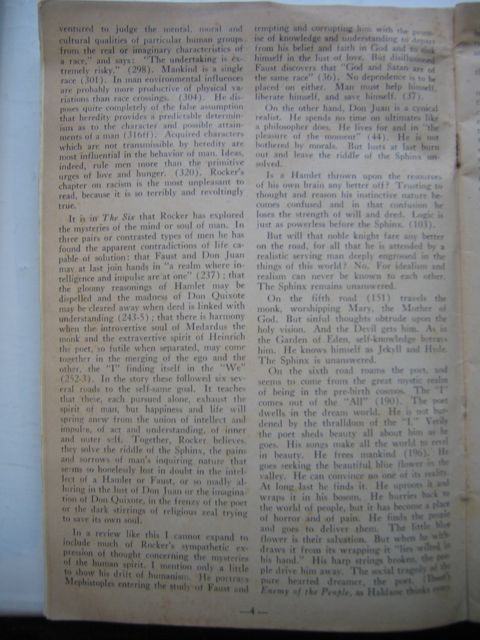 ventured to judge the mental, moral and
cultural qualities of particular human groups
from the real or imaginary characteristics of
a race," and says: "The undertaking is ex-
tremely risky." (298). Mankind is a single
race (301). In man environmental influences
are probably more productive of physical va-
riations than race crossings. (304). He dis-
poses quite completely of the false assumption
that heredity provides a predictable determin-
ism as to the character and possible attain-
ments of a man (316ff). Acquired characters
which are not transmissible by heredity are
most influential in the behavior of man. Ideas,
indeed, rule men more than the primitive
urges of love and hunger. (320). Rocker's
chapter on racism is the most unpleasant to
read, because it is so terribly and revoltingly
true.
It is in The Six that Rocker has explored
the mysteries of the mind or soul of man. In
three pairs or contrasted types of men he has
found the apparent contradictions of life ca-
pable of solution: that Faust and Don Juan
may at last join hands in "a realm where in-
telligence and impulse are at one" (237); that
the gloomy reasonings of Hamlet may be
dispelled and the madness of Don Quixote
may be cleared away when deed is linked with
understanding (243-5); that there is harmony
when the introvertive soul of Medardus the
monk and the extravertive spirit of Heinrich
the poet, so futile when separated, may come
together in the merging of the ego and the
other, the "I" finding itself in the "We"
(252-3). In the story these followed six sev-
eral roads to the self-same goal. It teaches
that these, each pursued alone, exhaust the
spirit of man, but happiness and life will
spring anew from the union of intellect and
impulse, of act and understanding, of inner
and outer self. Together, Rocker believes,
they solve the riddle of the Sphinx, the pains
and sorrows of man's inquiring nature that
seems so hopelessly lost in doubt in the intel-
lect of a Hamlet or Faust, or so madly al-
luring in the lust of Don Juan or the imagina-
tion of Don Quixote, in the frenzy of the poet
or the dark stirrings of religious zeal trying
to save its own soul.
In a review like this I cannot expand to
include much of Rocker's sympathetic ex-
pression of thought concerning the mysteries
of the human spirit. I mention only a little
to show his drift of humanism. He portrays
Mephistoples entering the study of Faust and
tempting and corrupting him with the prom-
ise of knowledge and understanding to depart
from his belief and faith in God and to
himself in the lust of love. But disillusioned
Faust discovers that "God and Satan are of
the same race" (36). No dependence is to be
placed on either. Man must help himself,
liberate himself, and save himself. (37).
On the other hand, Don Juan is a cynical
realist. He spends no time on ultimates like
a philosopher does. He lives for and in "the
pleasure of the moment" (44). He is not
bothered by morals. But lusts at last burn
out and leave the riddle of the Sphinx un-
solved.
Is a Hamlet thrown upon the resources
of his own brain any better off? Trusting to
thought and reason his instinctive nature be-
comes confused and in that confusion he
loses the strength of will and deed. Logic is
just as powerless before the Sphinx. (103).
But will that noble knight fare any better
on the road, for all that he is attended by a
realistic serving man deeply engrossed in the
things of this world? No. For idealism and
realism can never be known to each other.
The Sphinx remains unanswered.
On the fifth road (151) travels the
monk, worshipping Mary, the Mother of
God. But sinful thoughts obtrude upon the
holy vision. And the Devil gets him. As in
the Garden of Eden, self-knowledge betrays
him. He knows himself as Jekyll and Hyde.
The Sphinx is unanswered.
On the sixth road roams the poet, and
seems to come from the great mystic realm
of being in the pre-birth cosmos. The "I"
comes out of the "All" (190). The poet
dwells in the dream world. He is not bur-
dened by the thralldom of the "I." Verily
the poet sheds beauty all about him as he
goes. His songs make all the world to revel
in beauty. He frees mankind (196). He
goes seeking the beautiful blue flower in the
valley. He can convince no one of its reality.
At long last he finds it. He uproots it and
wraps it in his bosom. He hurries back to
the world of people, but it has become a place
of horror and of pain. He finds the people
and goes to deliver them. The little blue
flower is their salvation. But when he with-
draws it from its wrapping it "lies wilted in
his hand." His harp strings broken, the peo-
ple drive him away. The social tragedy of the
pure hearted dreamer, the poet. (Ibsen's
Enemy of the People, as Haldane thinks every
—4—